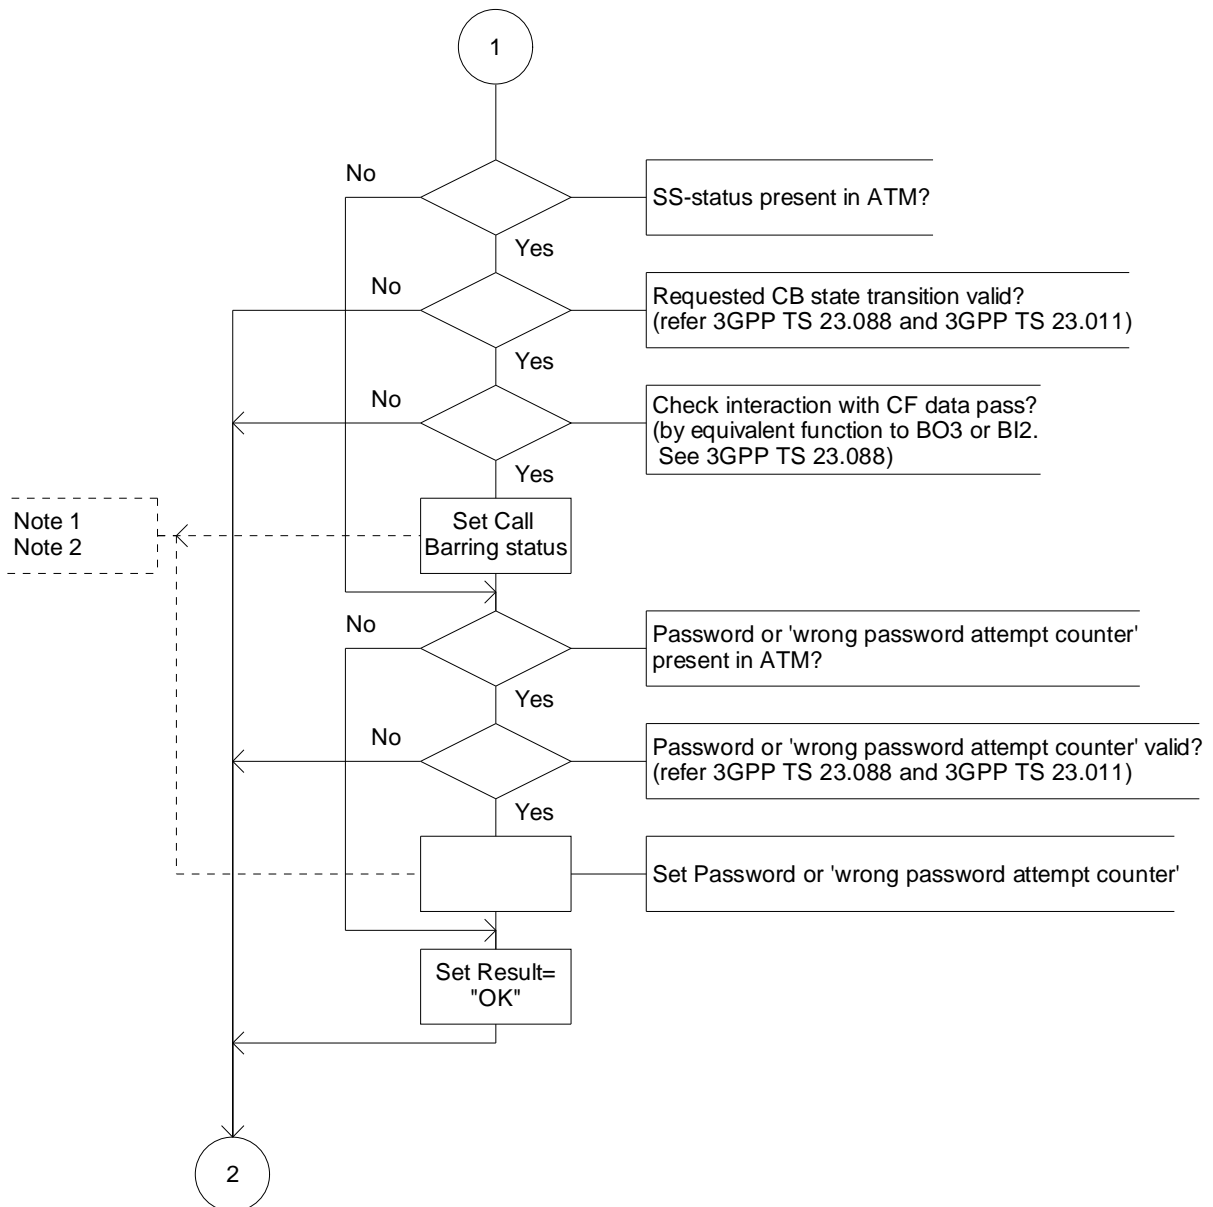 1
No
SS-status present in ATM?
Yes
No
Requested CB state transition valid?
(refer 3GPP TS 23.088 and 3GPP TS 23.011)
Yes
No
Check interaction with CF data pass?
(by equivalent function to BO3 or BI2.
See 3GPP TS 23.088)
Yes
Note 1
Note 2
Set Call
Barring status
No
Password or 'wrong password attempt counter'
present in ATM?
Yes
No
Password or 'wrong password attempt counter' valid?
(refer 3GPP TS 23.088 and 3GPP TS 23.011)
Yes
Set Password or 'wrong password attempt counter'
Set Result=
"OK"
2